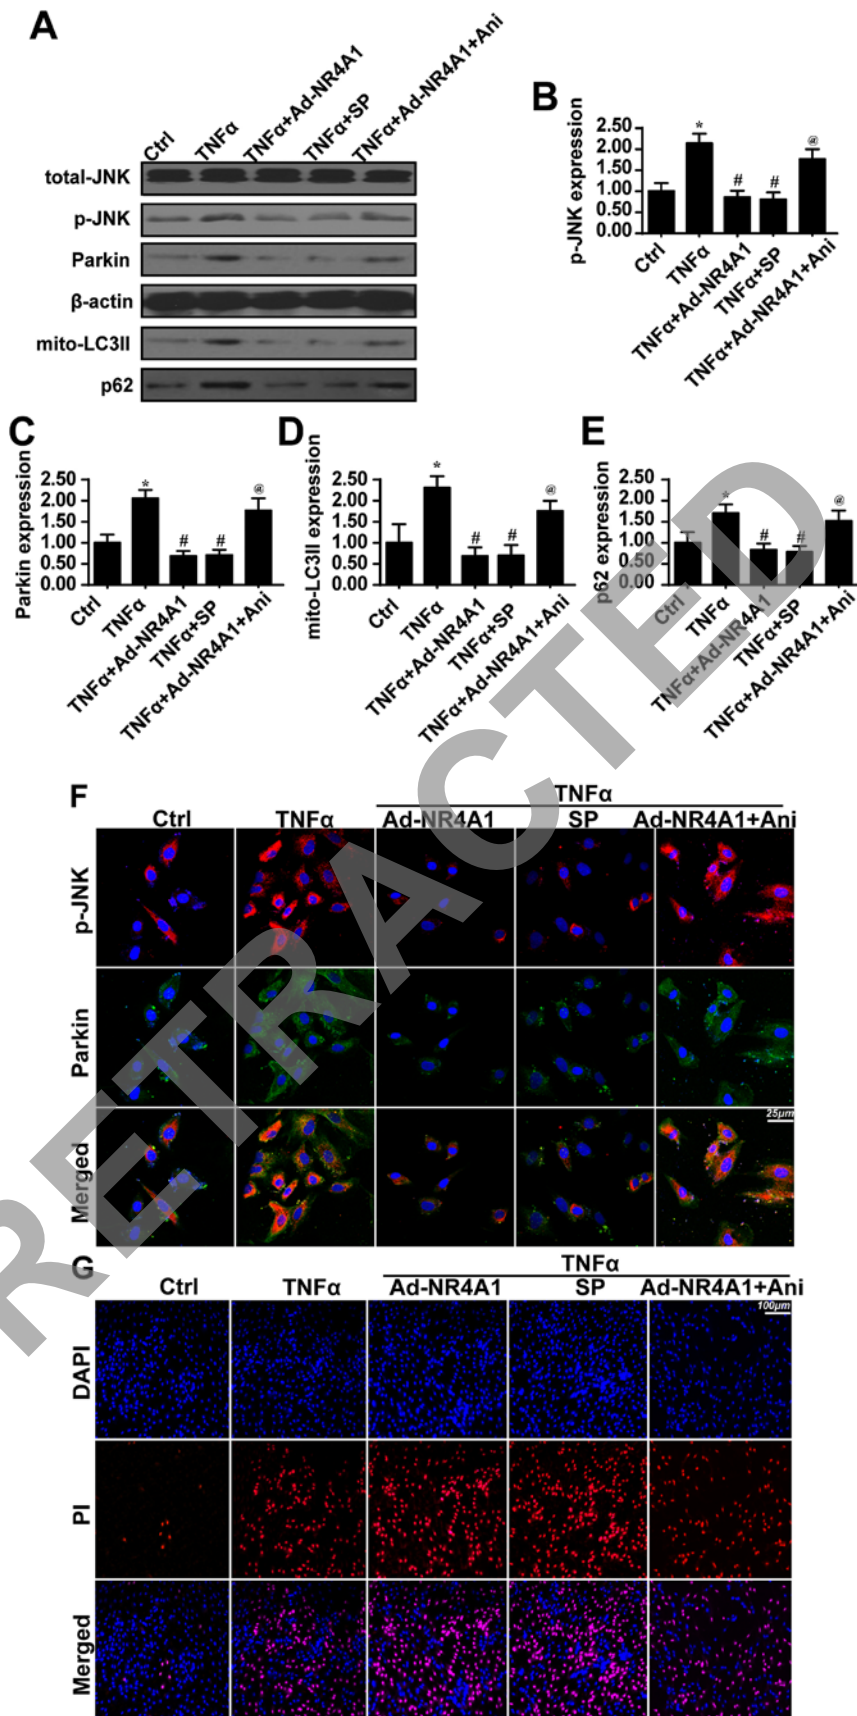 A
Ctrl
TNFα
TNFα+Ad-NR4A1
TNFα+SP
TNFα+Ad-NR4A1+Ani
total-JNK
p-JNK
Parkin
β-actin
mito-LC3II
p62
B
p-JNK expression
2.50
2.00
1.50
1.00
0.50
0.00
*
#
#
@
Ctrl
TNFα
TNFα+Ad-NR4A1
TNFα+SP
TNFα+Ad-NR4A1+Ani
C
Parkin expression
2.50
2.00
1.50
1.00
0.50
0.00
*
#
#
@
Ctrl
TNFα
TNFα+Ad-NR4A1
TNFα+SP
TNFα+Ad-NR4A1+Ani
D
mito-LC3II expression
2.50
2.00
1.50
1.00
0.50
0.00
*
#
#
@
Ctrl
TNFα
TNFα+Ad-NR4A1
TNFα+SP
TNFα+Ad-NR4A1+Ani
E
p62 expression
2.50
2.00
1.50
1.00
0.50
0.00
*
#
#
@
Ctrl
TNFα
TNFα+Ad-NR4A1
TNFα+SP
TNFα+Ad-NR4A1+Ani
RETRACTED
F
TNFα
Ctrl TNFα Ad-NR4A1 SP Ad-NR4A1+Ani
p-JNK
Parkin
Merged
25μm
G
TNFα
Ctrl TNFα Ad-NR4A1 SP Ad-NR4A1+Ani
100μm
DAPI
PI
Merged